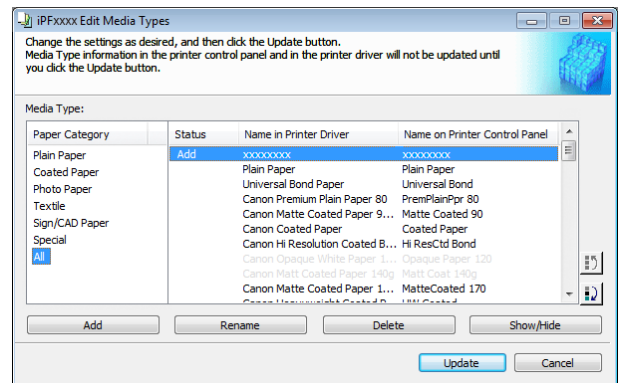 iPFxxxx Edit Media Types
Change the settings as desired, and then click the Update button.
Media Type information in the printer control panel and in the printer driver will not be updated until
you click the Update button.
Media Type:
Paper Category Status Name in Printer Driver Name on Printer Control Panel
Plain Paper
Coated Paper
Photo Paper
Textile
Sign/CAD Paper
Special
All
Add xxxxxxxx xxxxxxxx
Plain Paper Plain Paper
Universal Bond Paper Universal Bond
Canon Premium Plain Paper 80 PremPlainPpr 80
Canon Matte Coated Paper 9... Matte Coated 90
Canon Coated Paper Coated Paper
Canon Hi Resolution Coated B... Hi ResCtd Bond
Canon Opaque White Paper 1... Opaque Paper 120
Canon Matt Coated Paper 140g Matt Coat 140g
Canon Matte Coated Paper 1... MatteCoated 170
Canon Heavyweight Coated P... HW Coated
Add Rename Delete Show/Hide
Update Cancel